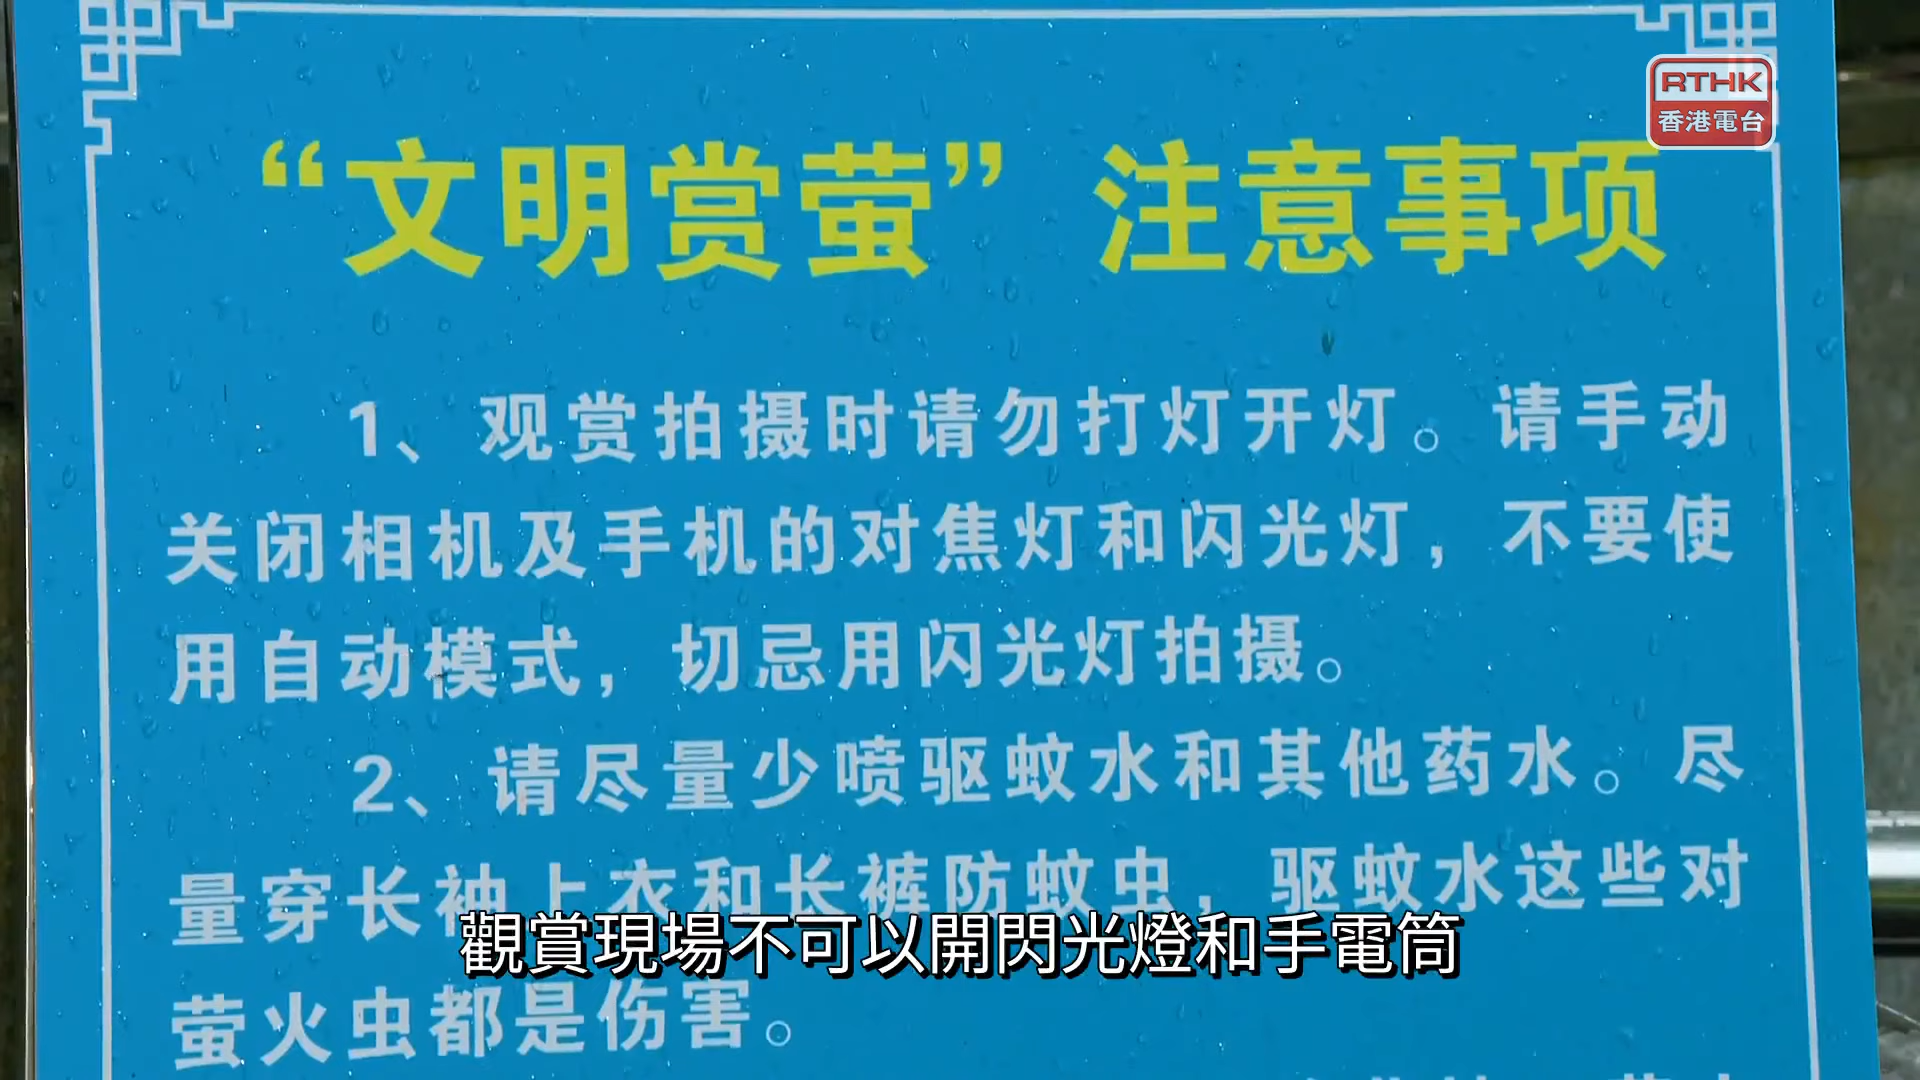 RTHK
香港電台
“文明赏萤”注意事项
1、观赏拍摄时请勿打灯开灯。请手动
关闭相机及手机的对焦灯和闪光灯，不要使
用自动模式，切忌用闪光灯拍摄。
2、请尽量少喷驱蚊水和其他药水。尽
量穿长袖上衣和长裤防蚊虫，驱蚊水这些对
觀賞現場不可以開閃光燈和手電筒
萤火虫都是伤害。